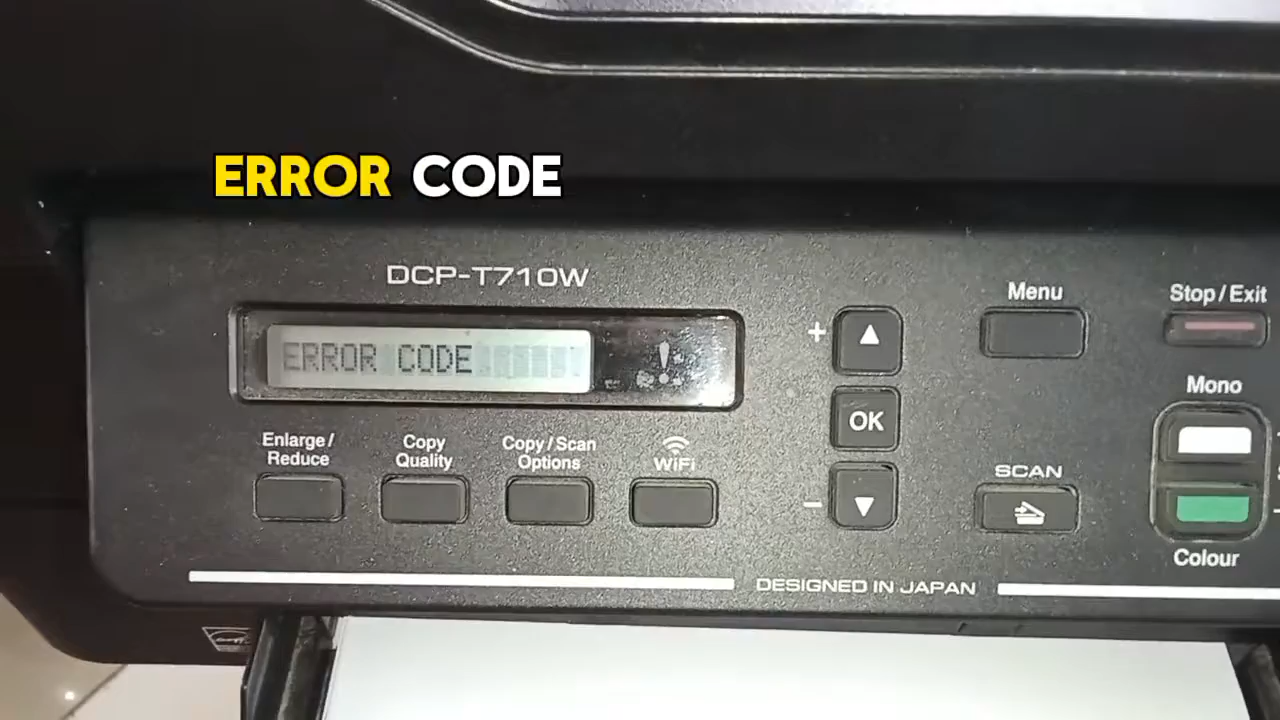 ERROR CODE
DCP-T710W
ERROR CODE
Menu
Stop/Exit
Mono
Enlarge/
Reduce
Copy
Quality
Copy/Scan
Options
WiFi
+
OK
−
SCAN
Colour
DESIGNED IN JAPAN